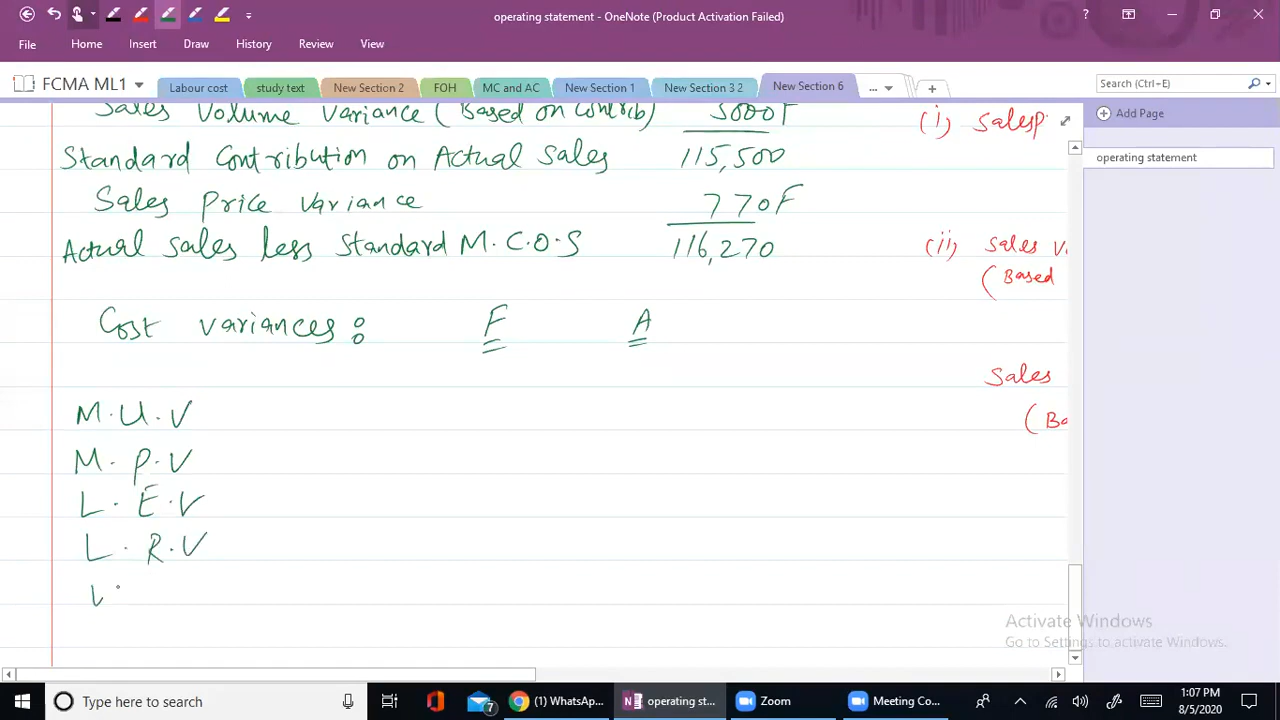 operating statement - OneNote (Product Activation Failed)
File Home Insert Draw History Review View
FCMA ML1 Labour cost study text New Section 2 FOH MC and AC New Section 1 New Section 3 2 New Section 6 ... Search (Ctrl+E)
Add Page
operating statement
Sales Volume Variance (Based on Contrib) 5000F
(i) Salesp
Standard Contribution on Actual Sales 115,500
Sales Price Variance 770F
Actual Sales less Standard M.C.O.S 116,270
(ii) Sales V
(Based
Cost variances: F A
Sales
(Ba
M.U.V
M.P.V
L.E.V
L.R.V
V.
Activate Windows
Go to Settings to activate Windows.
Type here to search 7 (1) WhatsApp... operating st... Zoom Meeting Co... 1:07 PM
8/5/2020